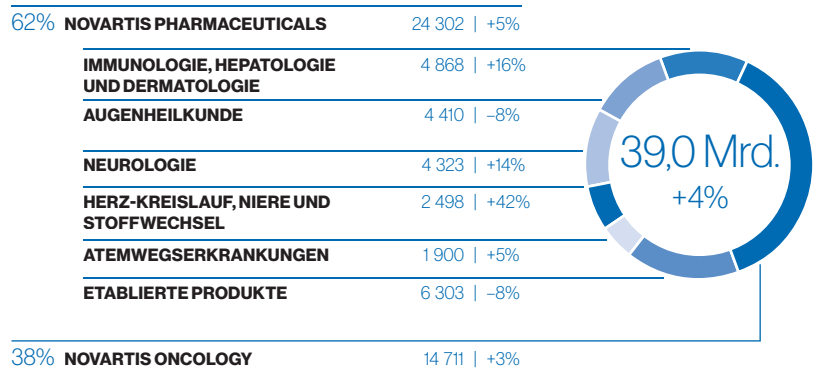 62% NOVARTIS PHARMACEUTICALS 24 302 | +5%
IMMUNOLOGIE, HEPATOLOGIE 4 868 | +16%
UND DERMATOLOGIE
AUGENHEILKUNDE 4 410 | –8%
NEUROLOGIE 4 323 | +14%
HERZ-KREISLAUF, NIERE UND 2 498 | +42%
STOFFWECHSEL
ATEMWEGSERKRANKUNGEN 1 900 | +5%
ETABLIERTE PRODUKTE 6 303 | –8%
38% NOVARTIS ONCOLOGY 14 711 | +3%
39,0 Mrd.
+4%